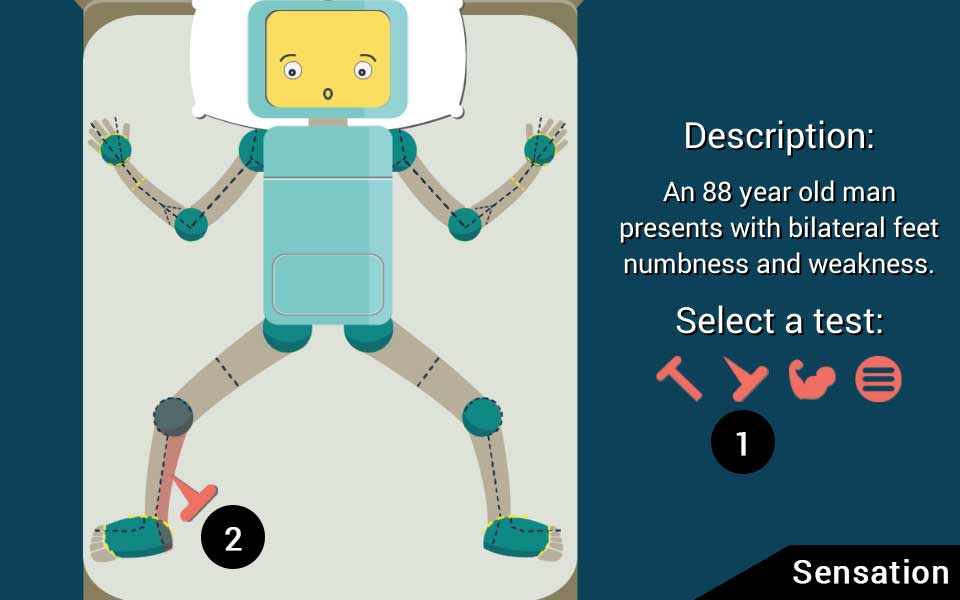 Description:
An 88 year old man
presents with bilateral feet
numbness and weakness.
Select a test:
1
2
Sensation